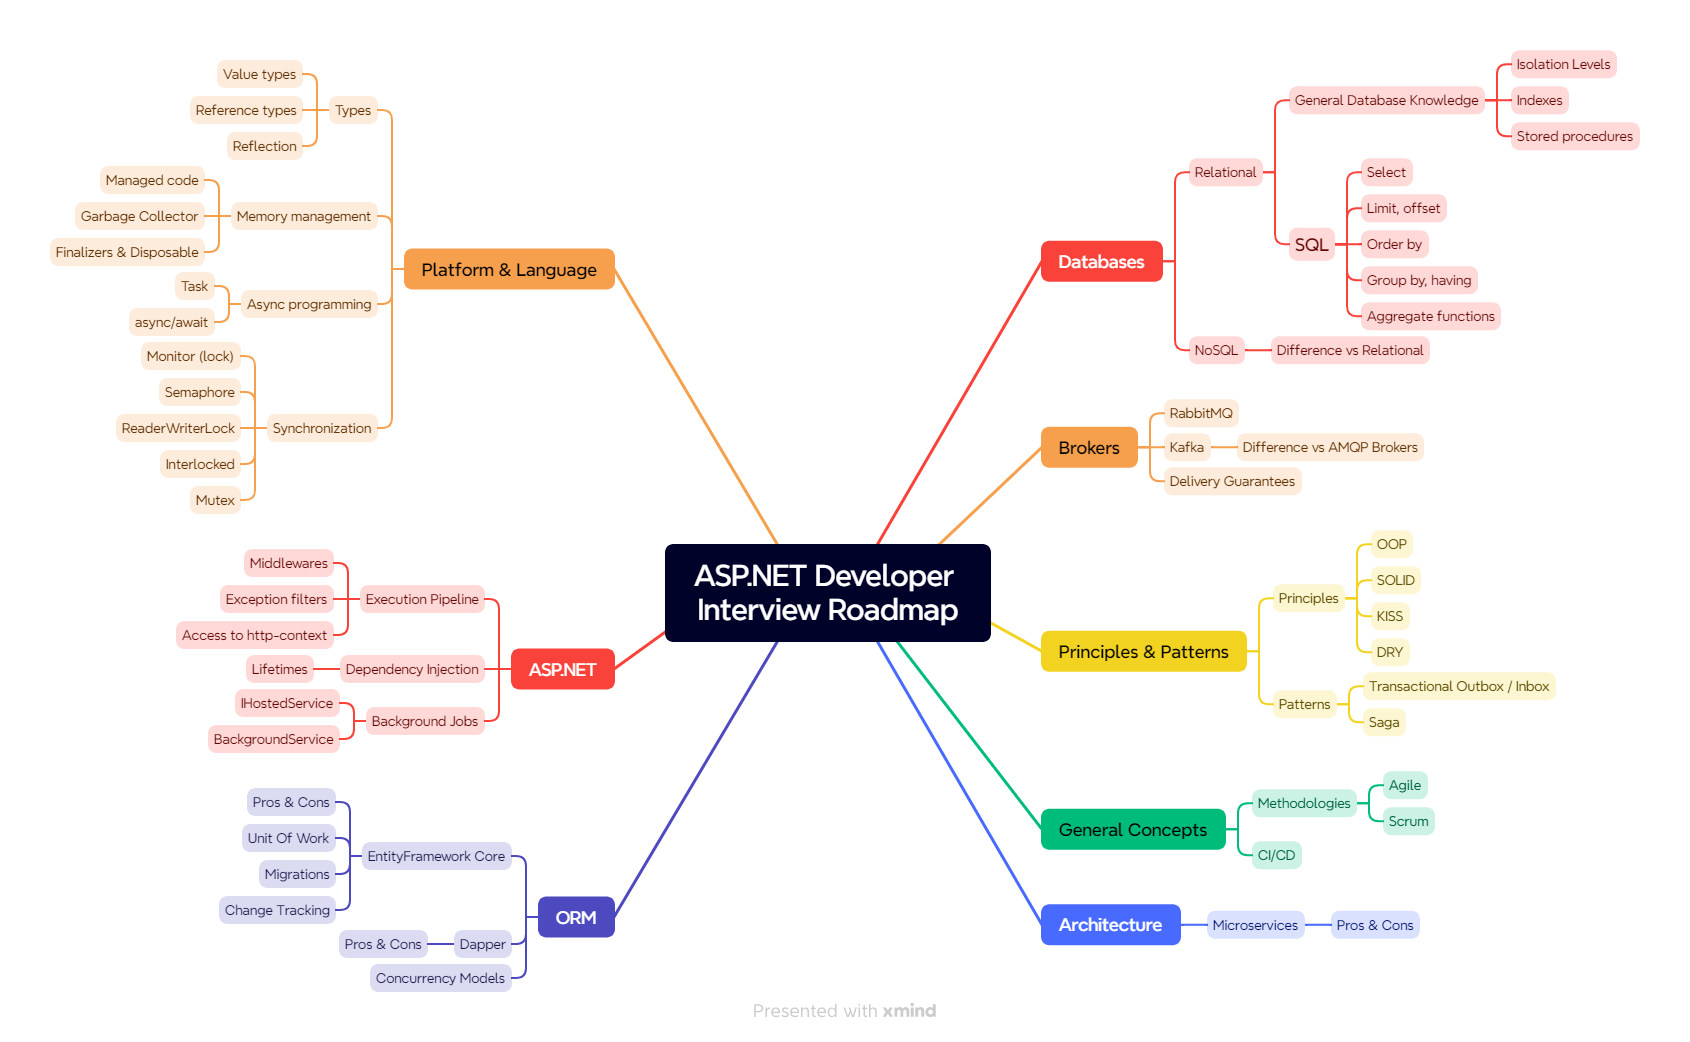 ASP.NET Developer
Interview Roadmap
Platform & Language
Types
Value types
Reference types
Reflection
Memory management
Managed code
Garbage Collector
Finalizers & Disposable
Async programming
Task
async/await
Synchronization
Monitor (lock)
Semaphore
ReaderWriterLock
Interlocked
Mutex
ASP.NET
Execution Pipeline
Middlewares
Exception filters
Access to http-context
Dependency Injection
Lifetimes
Background Jobs
IHostedService
BackgroundService
ORM
EntityFramework Core
Pros & Cons
Unit Of Work
Migrations
Change Tracking
Dapper
Pros & Cons
Concurrency Models
Databases
Relational
General Database Knowledge
Isolation Levels
Indexes
Stored procedures
SQL
Select
Limit, offset
Order by
Group by, having
Aggregate functions
NoSQL
Difference vs Relational
Brokers
RabbitMQ
Kafka
Difference vs AMQP Brokers
Delivery Guarantees
Principles & Patterns
Principles
OOP
SOLID
KISS
DRY
Patterns
Transactional Outbox / Inbox
Saga
General Concepts
Methodologies
Agile
Scrum
CI/CD
Architecture
Microservices
Pros & Cons
Presented with xmind